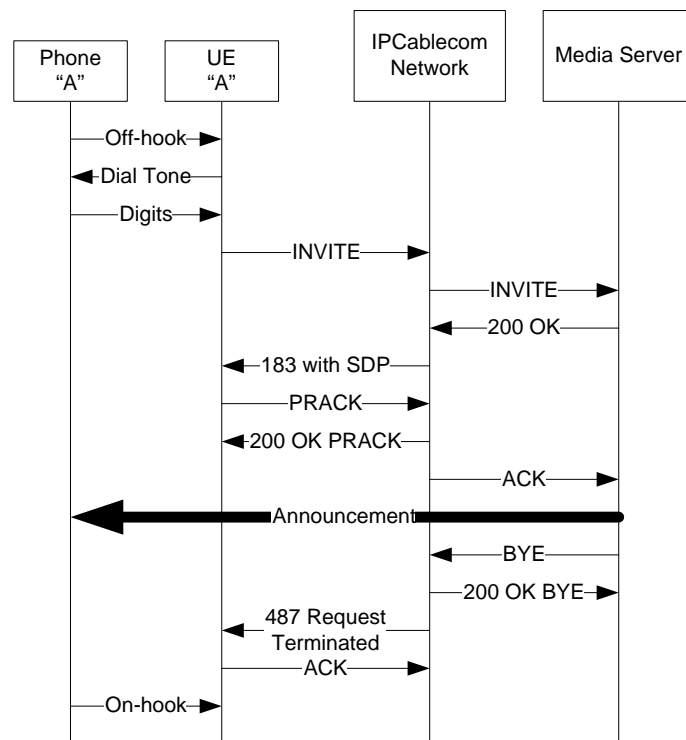 Phone
“A”
UE
“A”
IPCablecom
Network
Media Server
Off-hook
Dial Tone
Digits
INVITE
INVITE
200 OK
183 with SDP
PRACK
200 OK PRACK
ACK
Announcement
BYE
200 OK BYE
487 Request
Terminated
ACK
On-hook